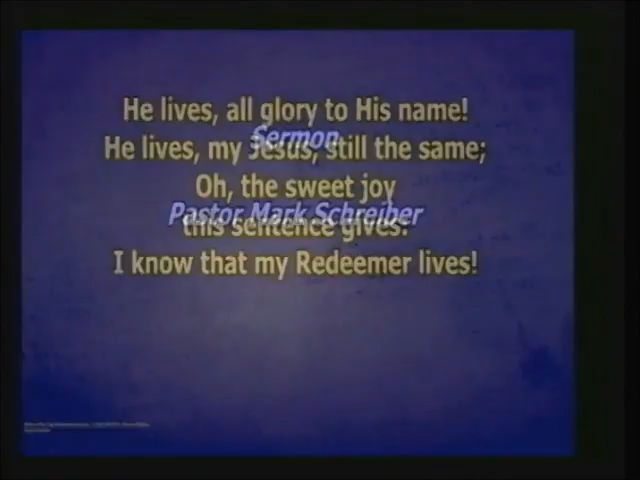 He lives, all glory to His name!
Sermon
He lives, my Jesus, still the same;
Oh, the sweet joy
Pastor Mark Schreiber
this sentence gives:
I know that my Redeemer lives!